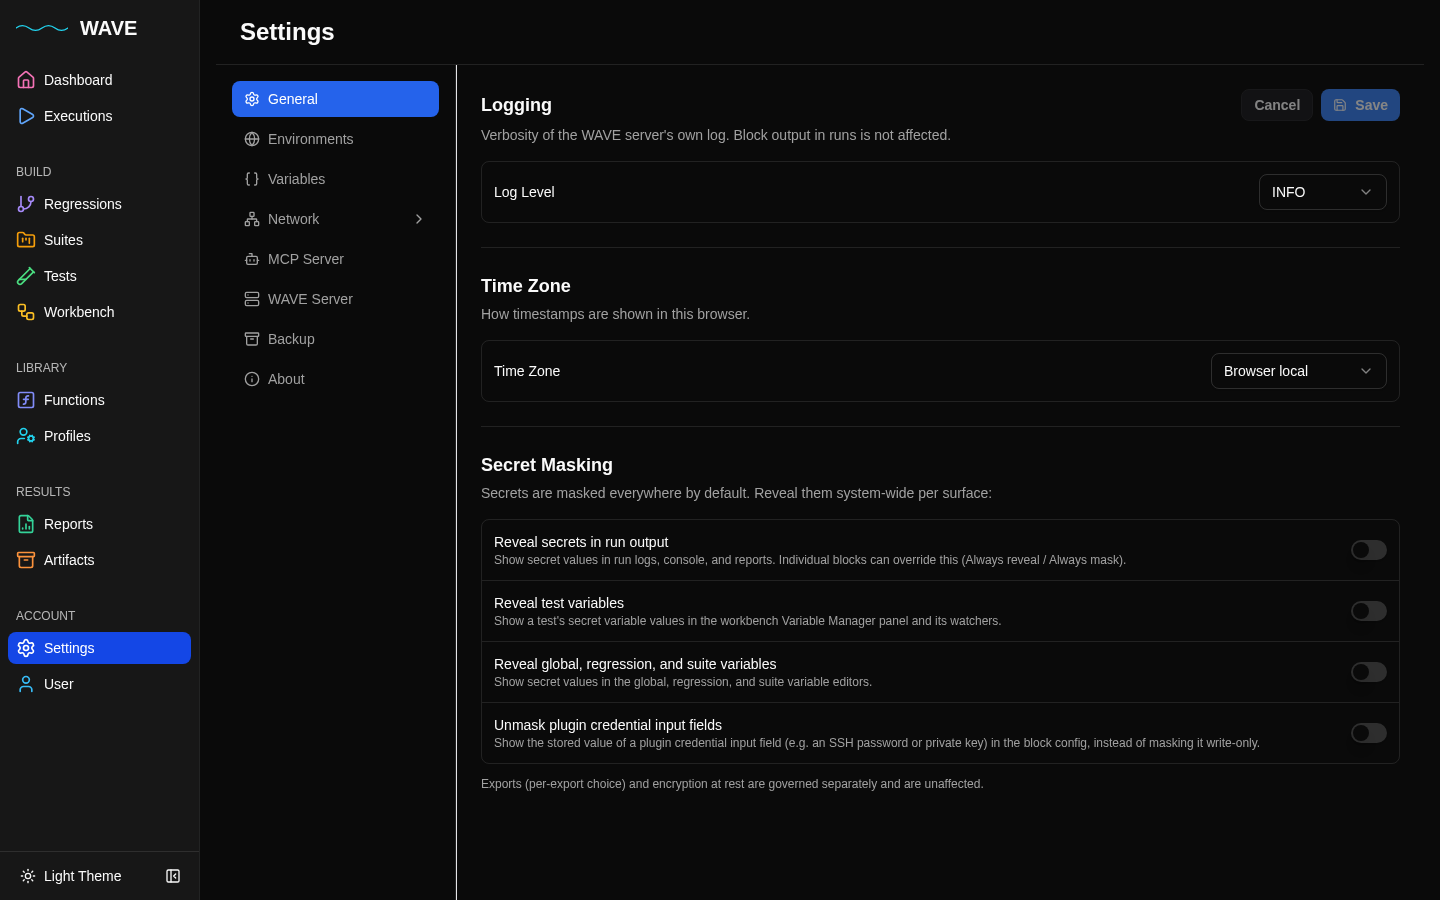 WAVE
Dashboard
Executions
BUILD
Regressions
Suites
Tests
Workbench
LIBRARY
Functions
Profiles
RESULTS
Reports
Artifacts
ACCOUNT
Settings
User
Light Theme
Settings
General
Environments
Variables
Network
MCP Server
WAVE Server
Backup
About
Logging
Cancel
Save
Verbosity of the WAVE server's own log. Block output in runs is not affected.
Log Level
INFO
Time Zone
How timestamps are shown in this browser.
Time Zone
Browser local
Secret Masking
Secrets are masked everywhere by default. Reveal them system-wide per surface:
Reveal secrets in run output
Show secret values in run logs, console, and reports. Individual blocks can override this (Always reveal / Always mask).
Reveal test variables
Show a test's secret variable values in the workbench Variable Manager panel and its watchers.
Reveal global, regression, and suite variables
Show secret values in the global, regression, and suite variable editors.
Unmask plugin credential input fields
Show the stored value of a plugin credential input field (e.g. an SSH password or private key) in the block config, instead of masking it write-only.
Exports (per-export choice) and encryption at rest are governed separately and are unaffected.